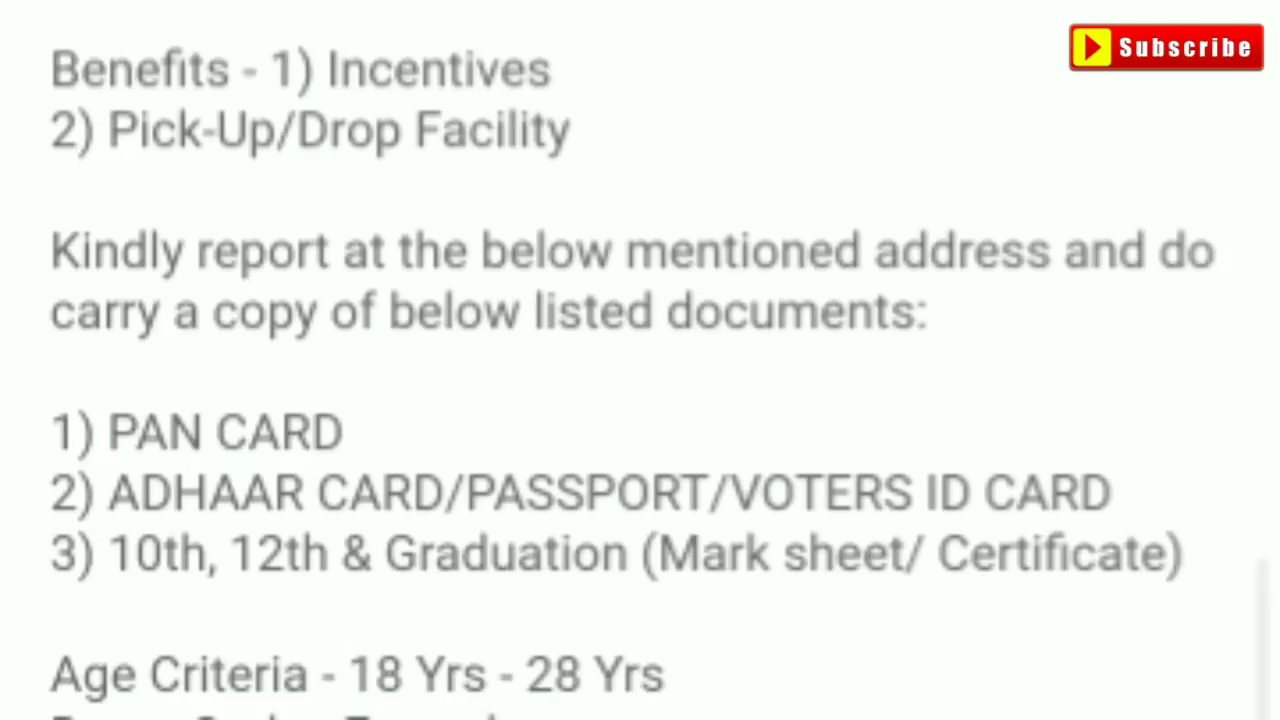 Subscribe
Benefits - 1) Incentives
2) Pick-Up/Drop Facility
Kindly report at the below mentioned address and do
carry a copy of below listed documents:
1) PAN CARD
2) ADHAAR CARD/PASSPORT/VOTERS ID CARD
3) 10th, 12th & Graduation (Mark sheet/ Certificate)
Age Criteria - 18 Yrs - 28 Yrs